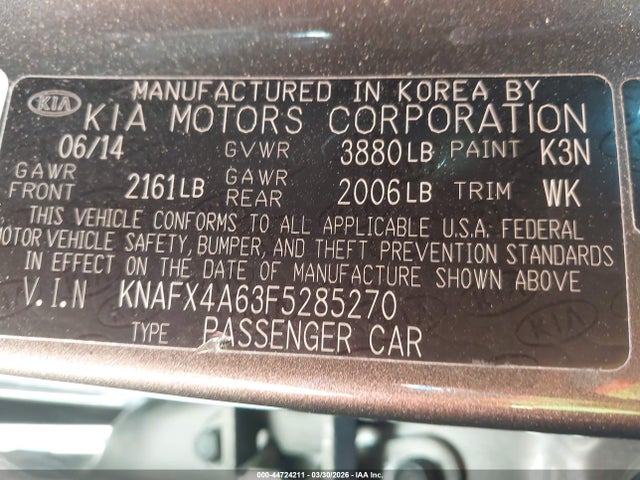 MANUFACTURED IN KOREA BY
KIA KIA MOTORS CORPORATION
06/14 GVWR 3880LB PAINT K3N
GAWR FRONT 2161LB GAWR REAR 2006LB TRIM WK
THIS VEHICLE CONFORMS TO ALL APPLICABLE U.S.A. FEDERAL
MOTOR VEHICLE SAFETY, BUMPER, AND THEFT PREVENTION STANDARDS
IN EFFECT ON THE DATE OF MANUFACTURE SHOWN ABOVE
V.I.N KNAFX4A63F5285270
TYPE PASSENGER CAR
000-44724211 | 03/30/2026 | IAA Inc.